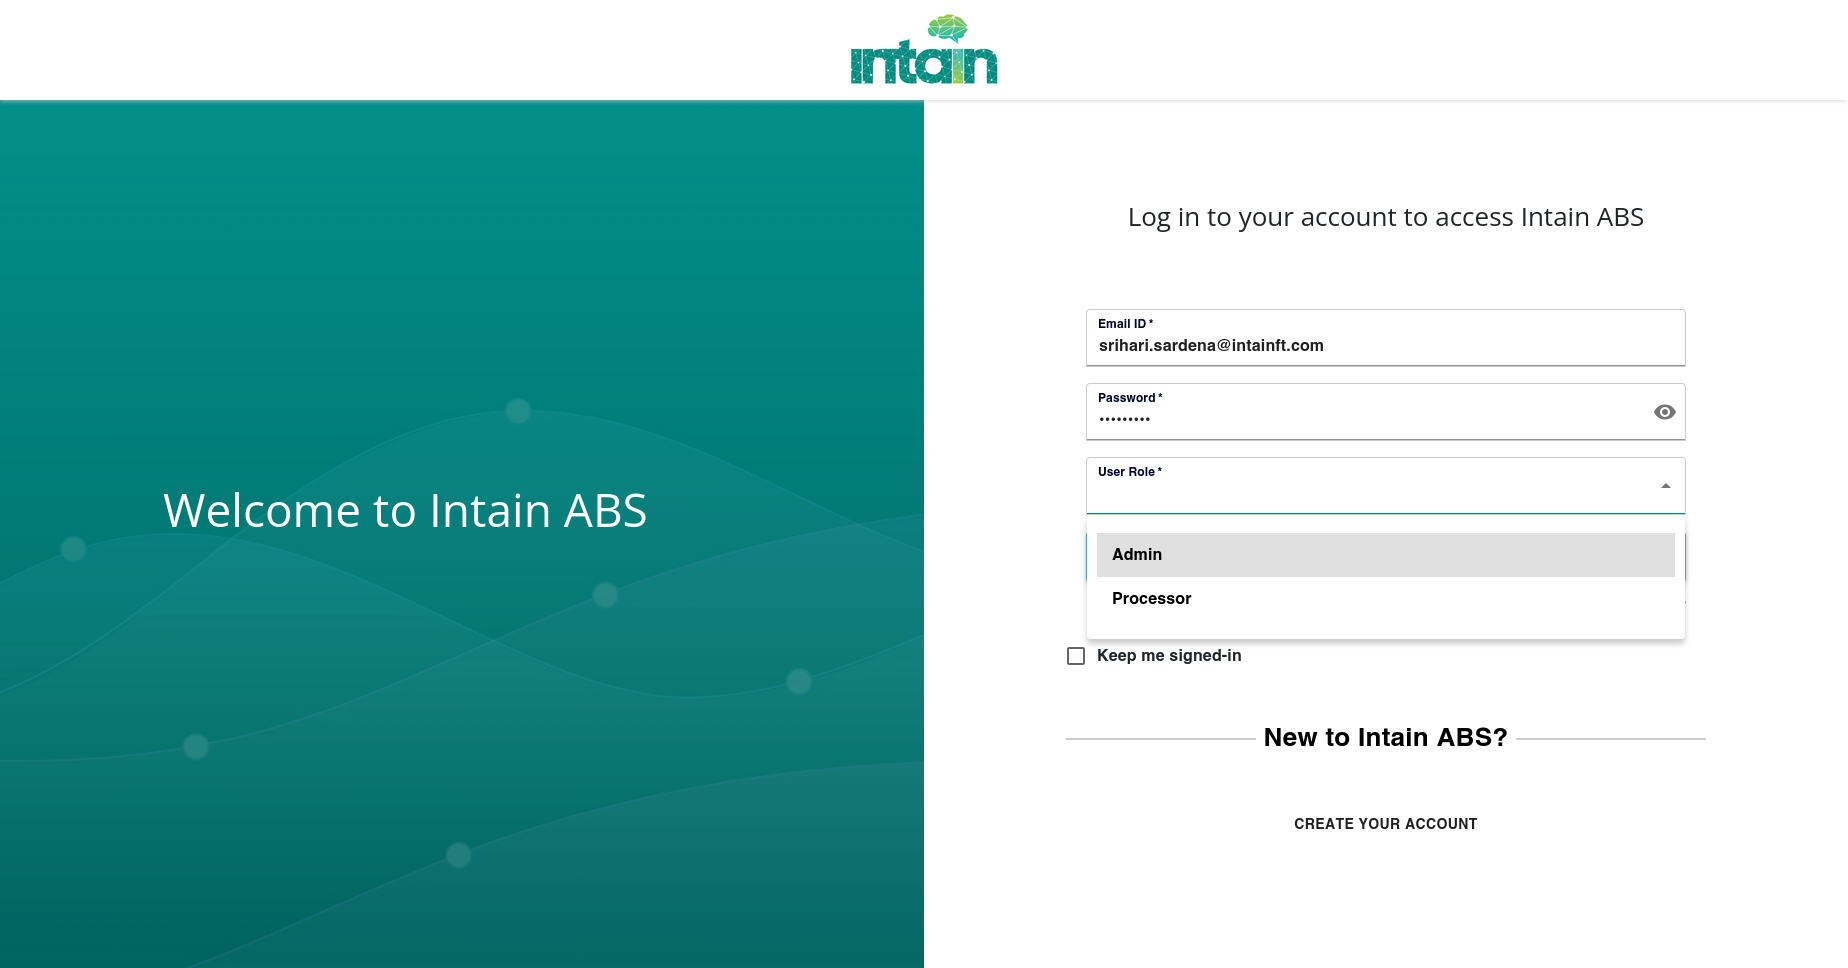 intain
Welcome to Intain ABS
Log in to your account to access Intain ABS
Email ID *
srihari.sardena@intainft.com
Password *
•••••••••
User Role *
Admin
Processor
Keep me signed-in
New to Intain ABS?
CREATE YOUR ACCOUNT